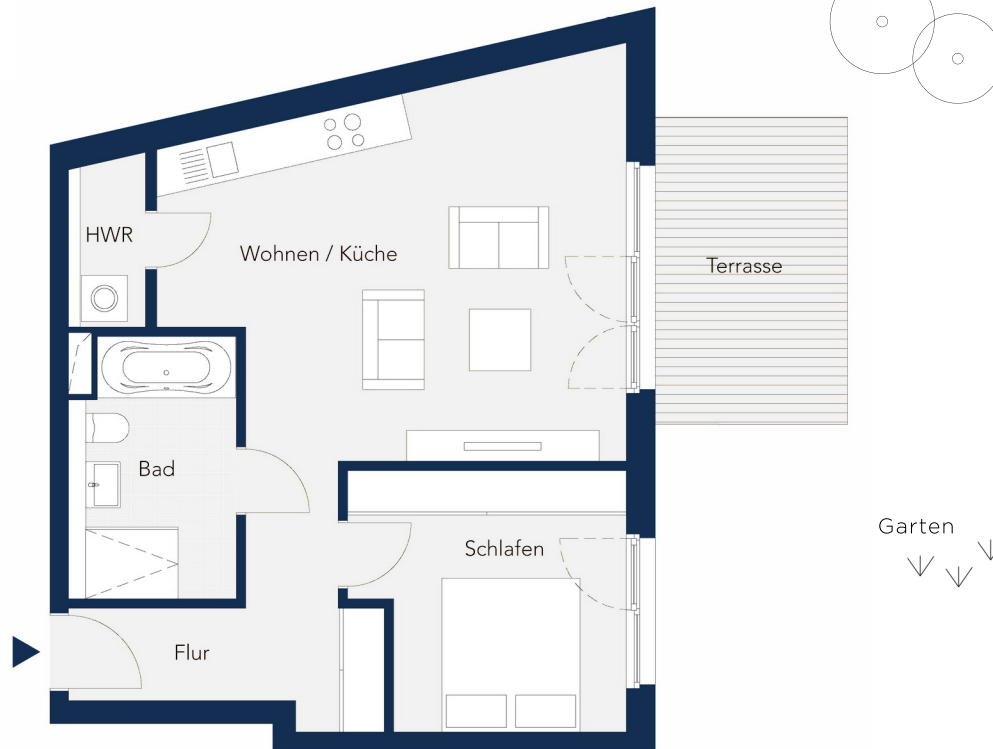 HWR
Wohnen / Küche
Terrasse
Bad
Garten
Schlafen
Flur